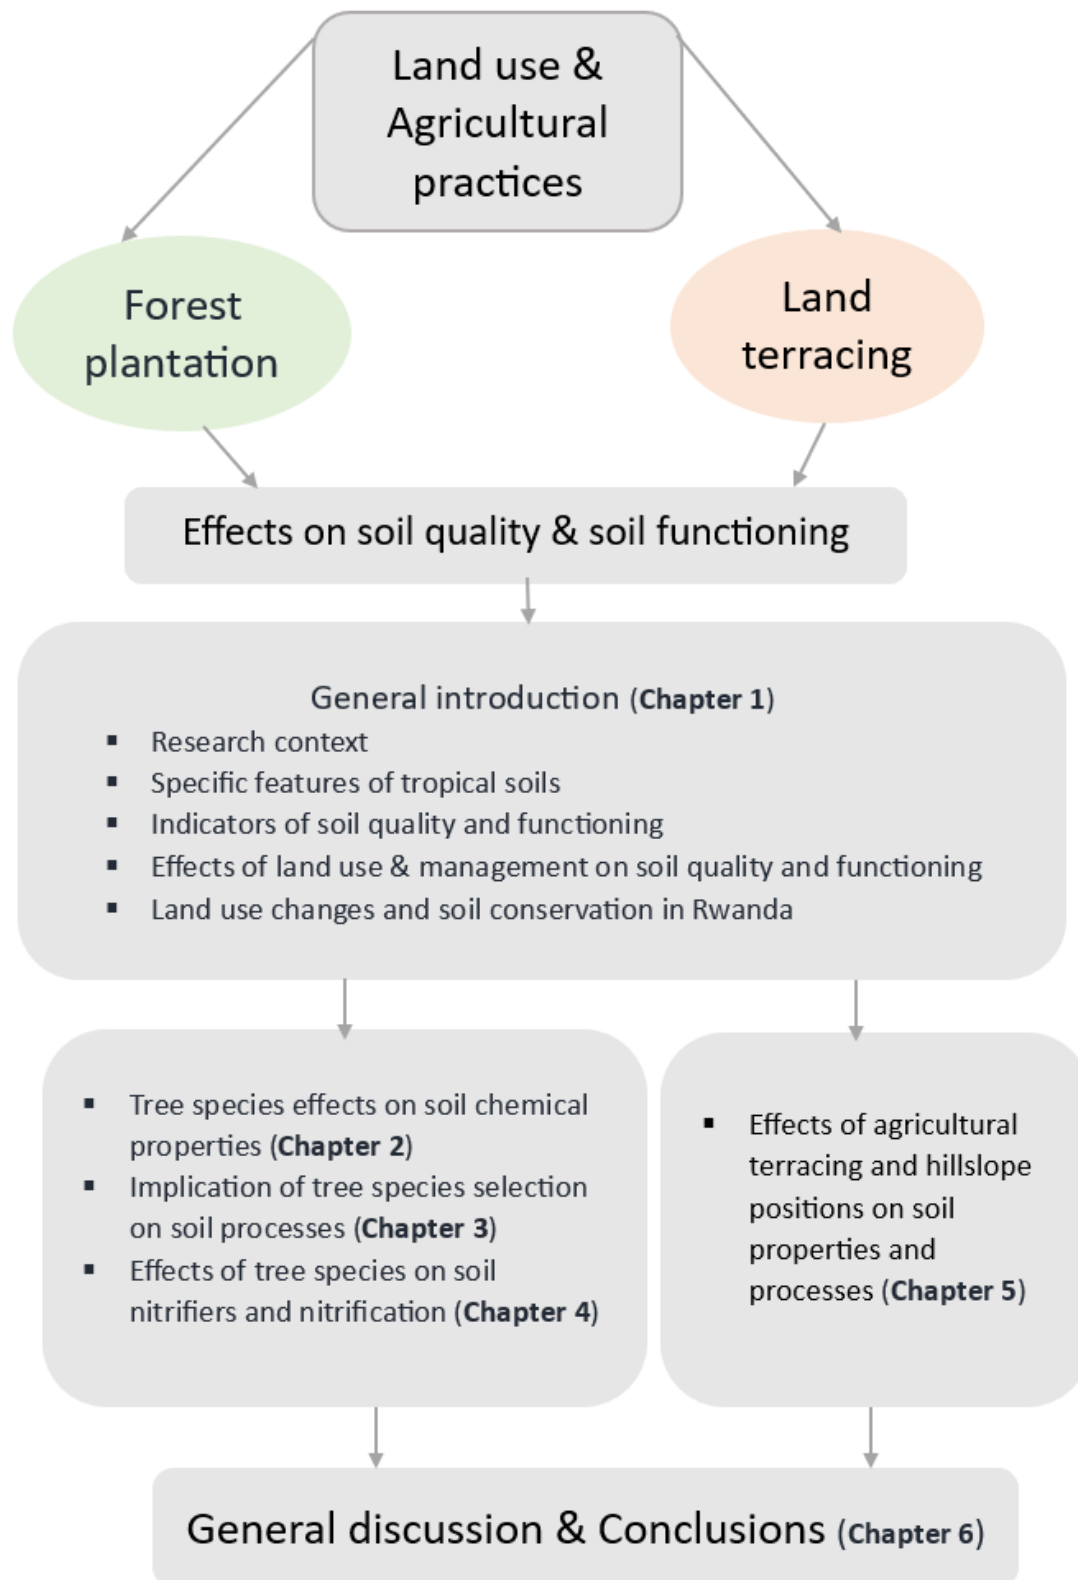 Land use &
Agricultural
practices
Forest
plantation
Land
terracing
Effects on soil quality & soil functioning
General introduction (Chapter 1)
▪ Research context
▪ Specific features of tropical soils
▪ Indicators of soil quality and functioning
▪ Effects of land use & management on soil quality and functioning
▪ Land use changes and soil conservation in Rwanda
▪ Tree species effects on soil chemical
properties (Chapter 2)
▪ Implication of tree species selection
on soil processes (Chapter 3)
▪ Effects of tree species on soil
nitrifiers and nitrification (Chapter 4)
▪ Effects of agricultural
terracing and hillslope
positions on soil
properties and
processes (Chapter 5)
General discussion & Conclusions (Chapter 6)